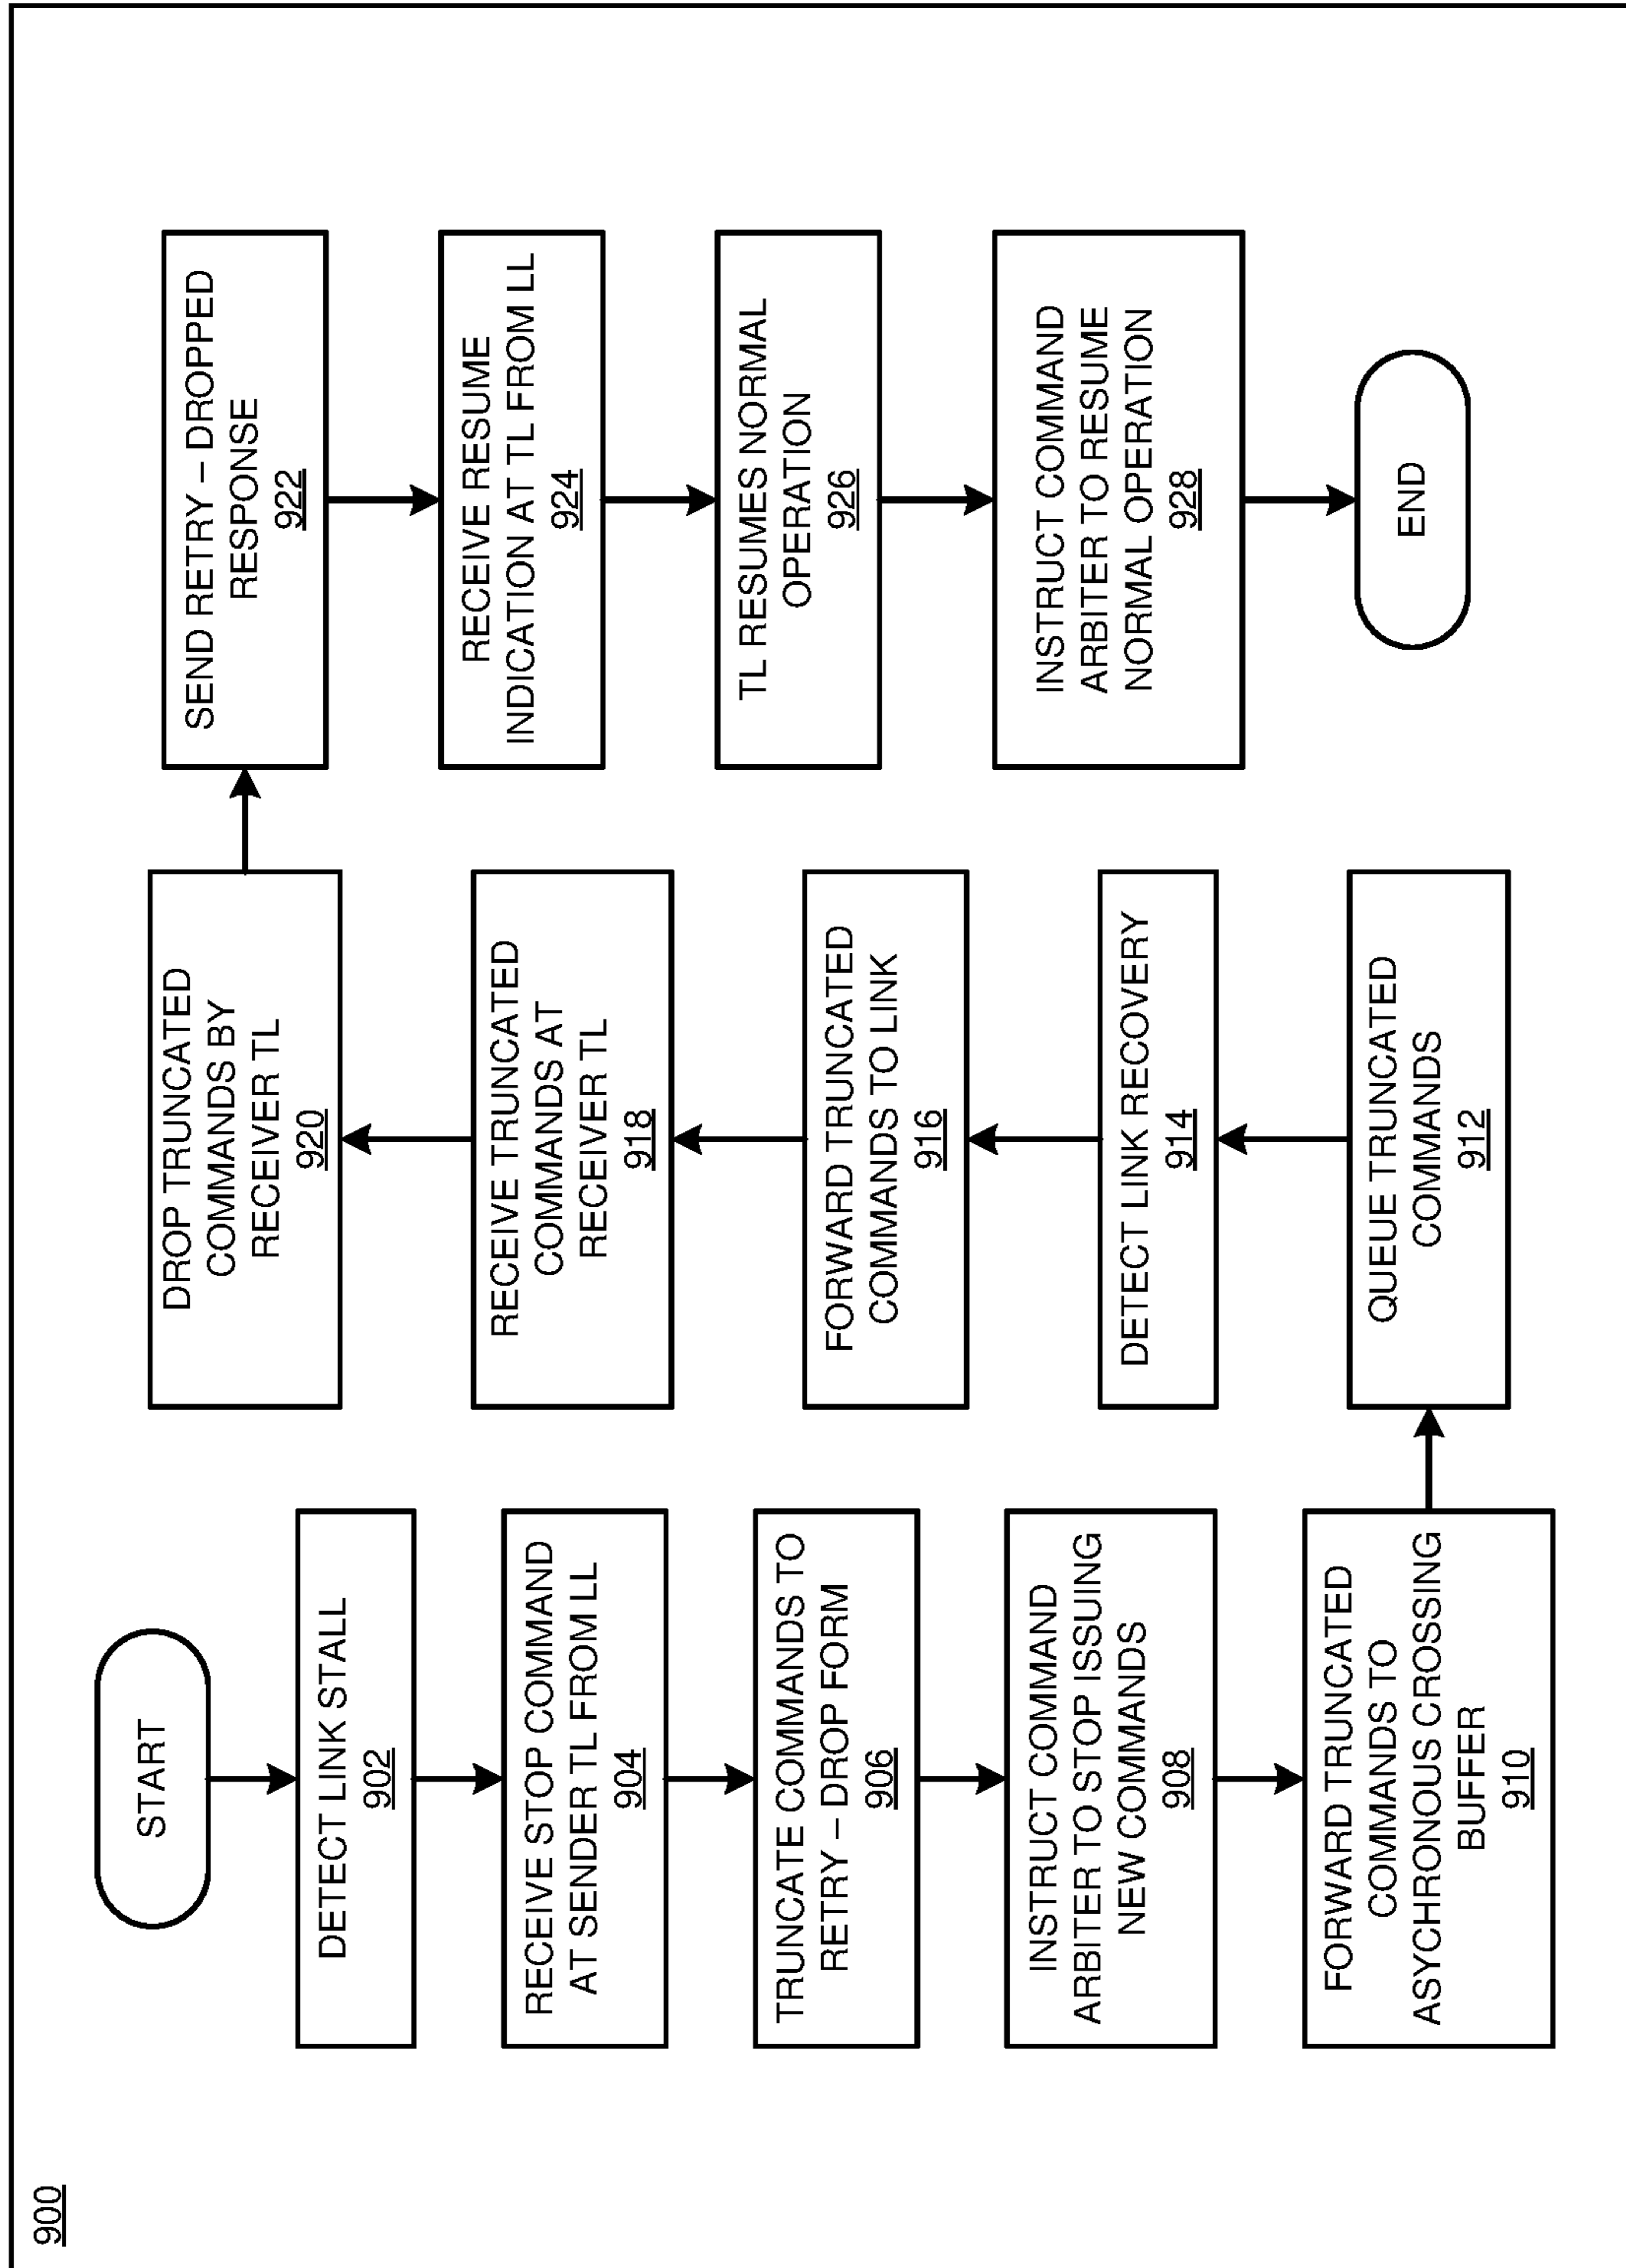 900
START
DETECT LINK STALL
902
RECEIVE STOP COMMAND
AT SENDER TL FROM LL
904
TRUNCATE COMMANDS TO
RETRY – DROP FORM
906
INSTRUCT COMMAND
ARBITER TO STOP ISSUING
NEW COMMANDS
908
FORWARD TRUNCATED
COMMANDS TO
ASYCHRONOUS CROSSING
BUFFER
910
QUEUE TRUNCATED
COMMANDS
912
DETECT LINK RECOVERY
914
FORWARD TRUNCATED
COMMANDS TO LINK
916
RECEIVE TRUNCATED
COMMANDS AT
RECEIVER TL
918
DROP TRUNCATED
COMMANDS BY
RECEIVER TL
920
SEND RETRY – DROPPED
RESPONSE
922
RECEIVE RESUME
INDICATION AT TL FROM LL
924
TL RESUMES NORMAL
OPERATION
926
INSTRUCT COMMAND
ARBITER TO RESUME
NORMAL OPERATION
928
END